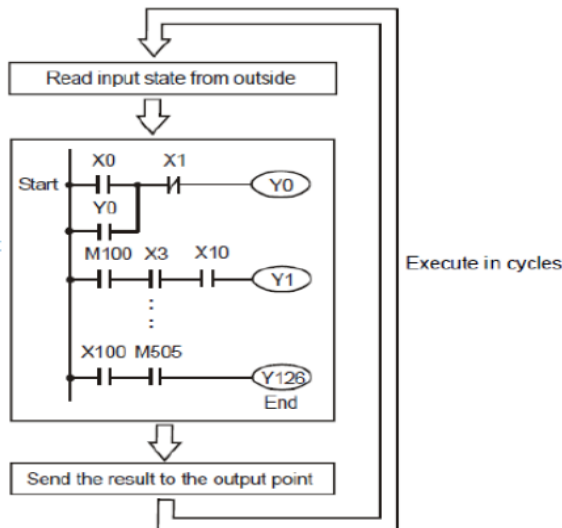 Read input state from outside
X0 X1
Start Y0
Y0
M100 X3 X10
Y1
Execute in cycles
X100 M505
Y126
End
Send the result to the output point